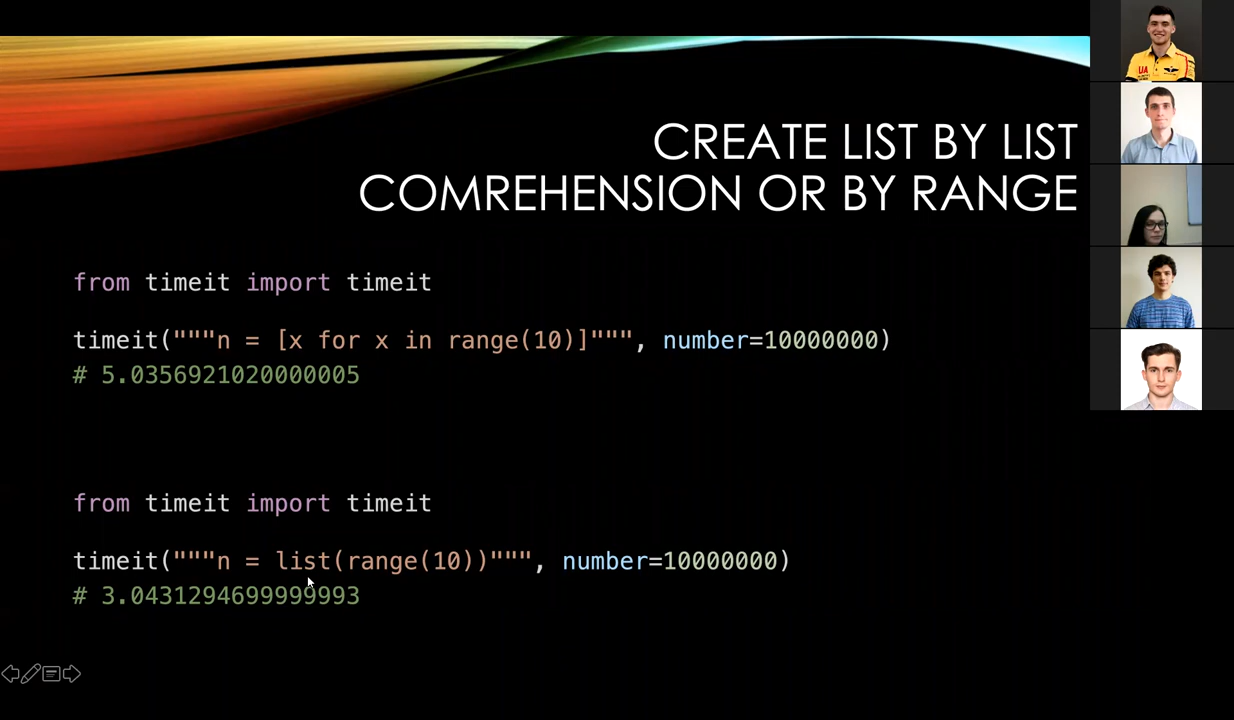 CREATE LIST BY LIST
COMREHENSION OR BY RANGE
from timeit import timeit
timeit("""n = [x for x in range(10)]""", number=10000000)
# 5.0356921020000005
from timeit import timeit
timeit("""n = list(range(10))""", number=10000000)
# 3.0431294699999993
UA